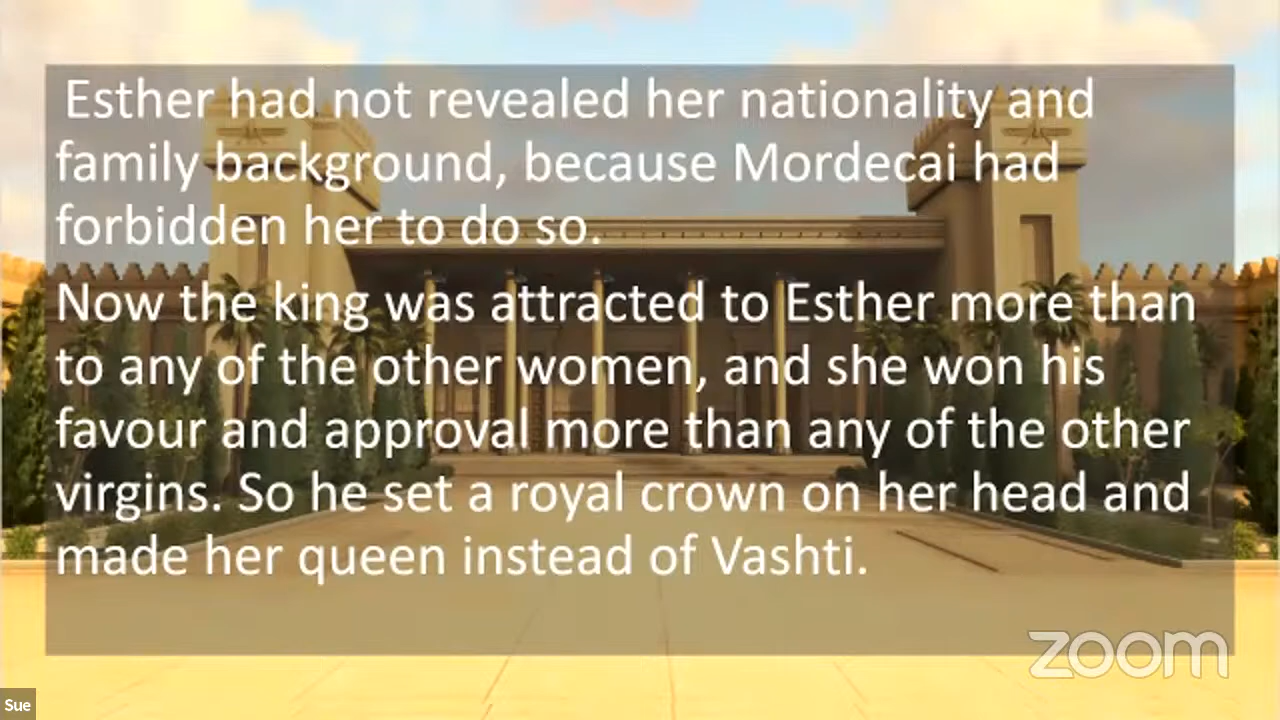 Esther had not revealed her nationality and
family background, because Mordecai had
forbidden her to do so.
Now the king was attracted to Esther more than
to any of the other women, and she won his
favour and approval more than any of the other
virgins. So he set a royal crown on her head and
made her queen instead of Vashti.
zoom
Sue